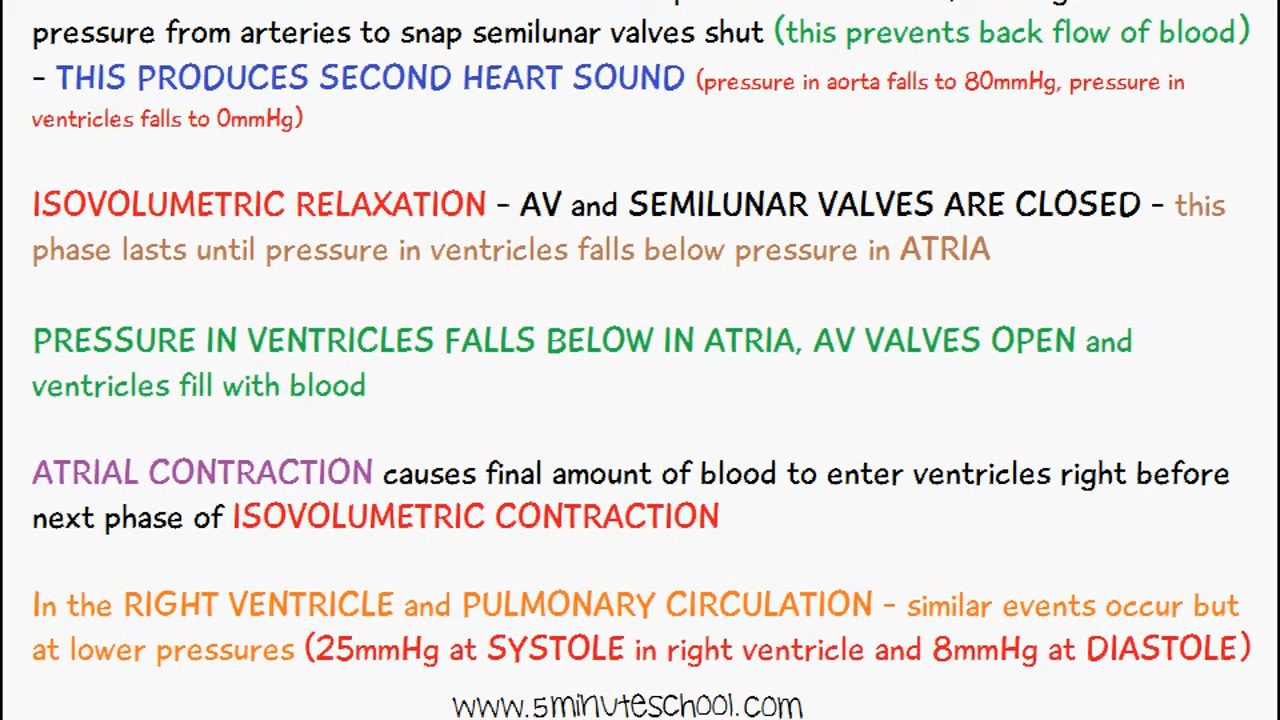 pressure from arteries to snap semilunar valves shut (this prevents back flow of blood)
- THIS PRODUCES SECOND HEART SOUND (pressure in aorta falls to 80mmHg, pressure in
ventricles falls to 0mmHg)
ISOVOLUMETRIC RELAXATION - AV and SEMILUNAR VALVES ARE CLOSED - this
phase lasts until pressure in ventricles falls below pressure in ATRIA
PRESSURE IN VENTRICLES FALLS BELOW IN ATRIA, AV VALVES OPEN and
ventricles fill with blood
ATRIAL CONTRACTION causes final amount of blood to enter ventricles right before
next phase of ISOVOLUMETRIC CONTRACTION
In the RIGHT VENTRICLE and PULMONARY CIRCULATION - similar events occur but
at lower pressures (25mmHg at SYSTOLE in right ventricle and 8mmHg at DIASTOLE)
www.5minuteschool.com